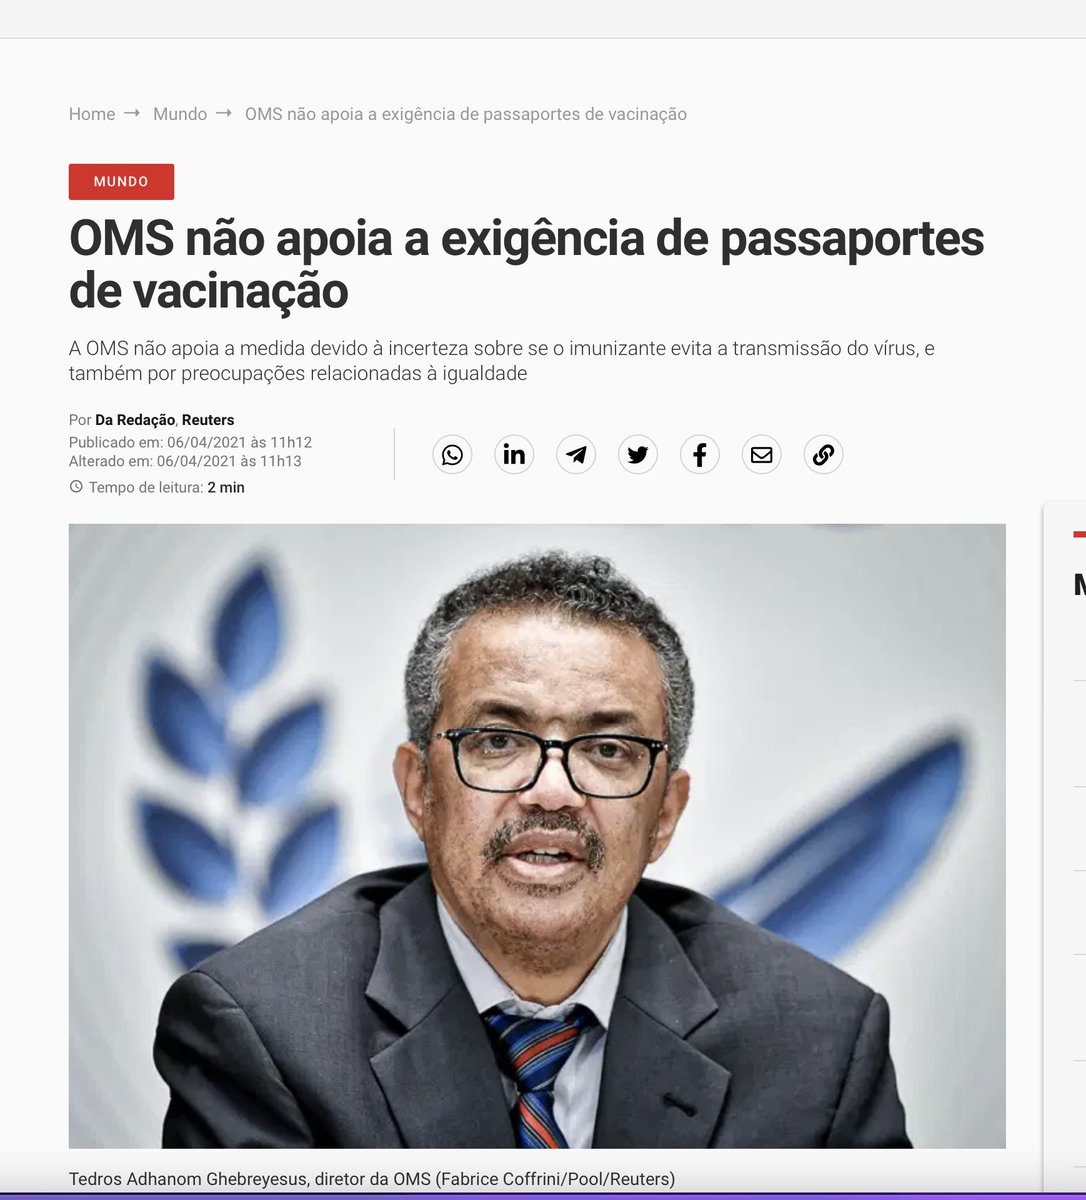 Home → Mundo → OMS não apoia a exigência de passaportes de vacinação
MUNDO
OMS não apoia a exigência de passaportes
de vacinação
A OMS não apoia a medida devido à incerteza sobre se o imunizante evita a transmissão do vírus, e
também por preocupações relacionadas à igualdade
Por Da Redação, Reuters
Publicado em: 06/04/2021 às 11h12
Alterado em: 06/04/2021 às 11h13
Tempo de leitura: 2 min
Tedros Adhanom Ghebreyesus, diretor da OMS (Fabrice Coffrini/Pool/Reuters)